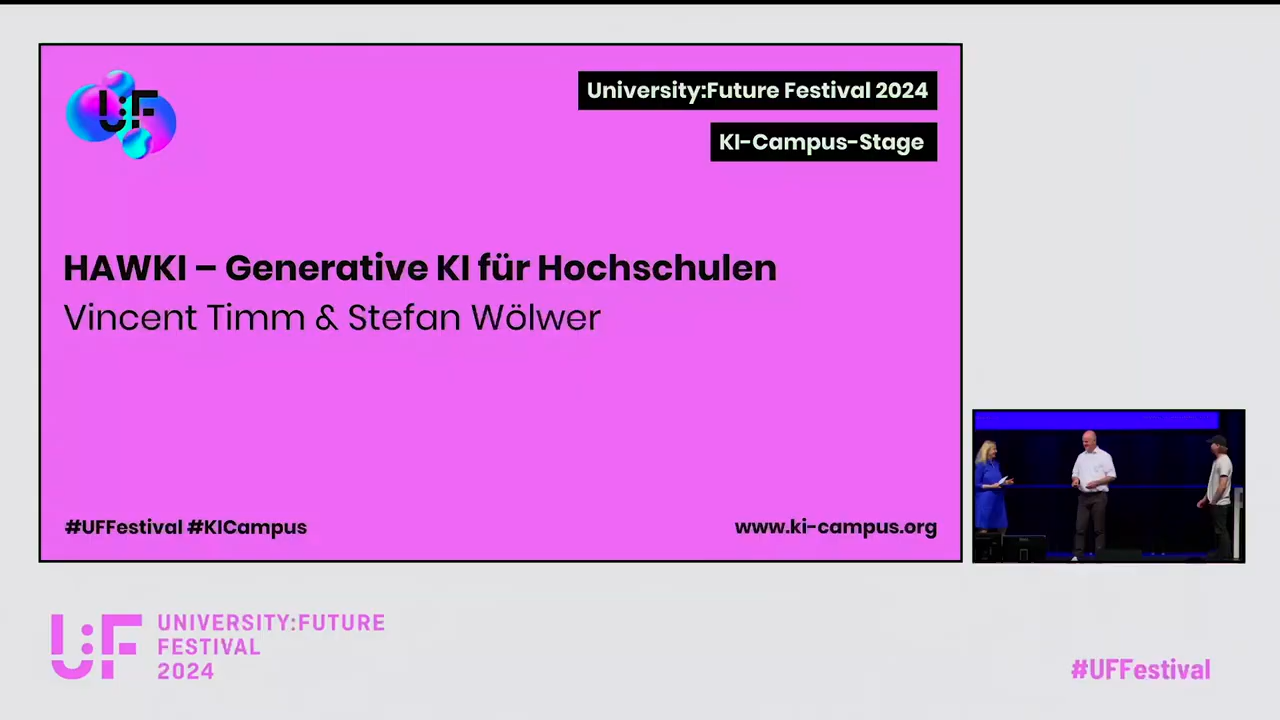 U:F
University:Future Festival 2024
KI-Campus-Stage
HAWKI – Generative KI für Hochschulen
Vincent Timm & Stefan Wölwer
#UFFestival #KICampus
www.ki-campus.org
U:F
UNIVERSITY:FUTURE
FESTIVAL
2024
#UFFestival